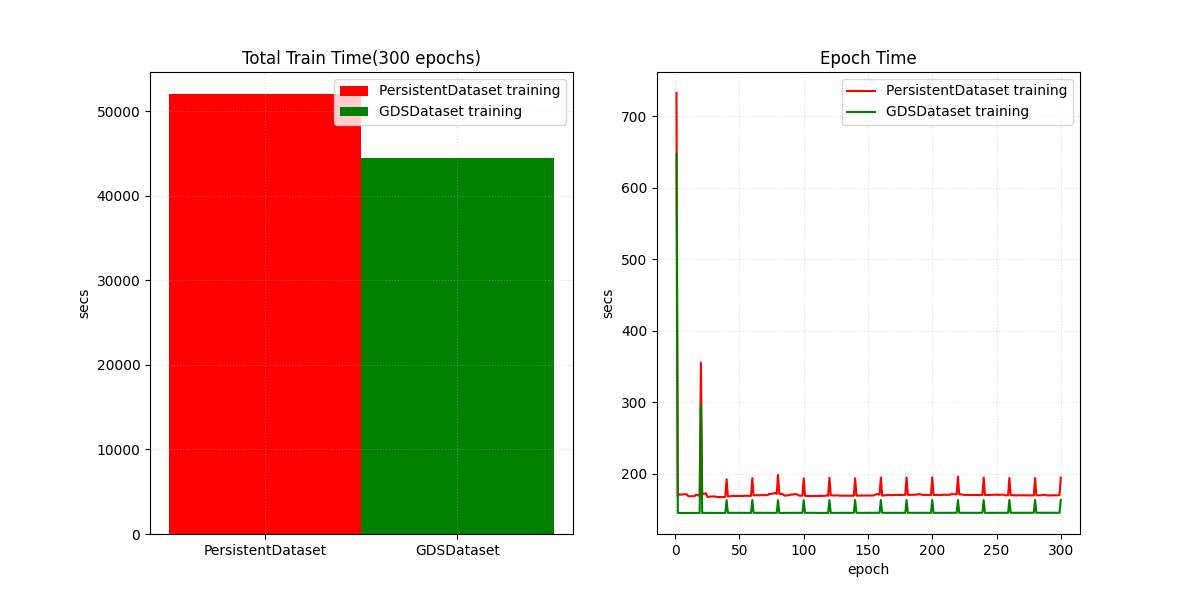 Total Train Time(300 epochs)
PersistentDataset training
GDSDataset training
50000
40000
30000
20000
10000
0
secs
PersistentDataset
GDSDataset
Epoch Time
PersistentDataset training
GDSDataset training
700
600
500
400
300
200
secs
0
50
100
150
200
250
300
epoch